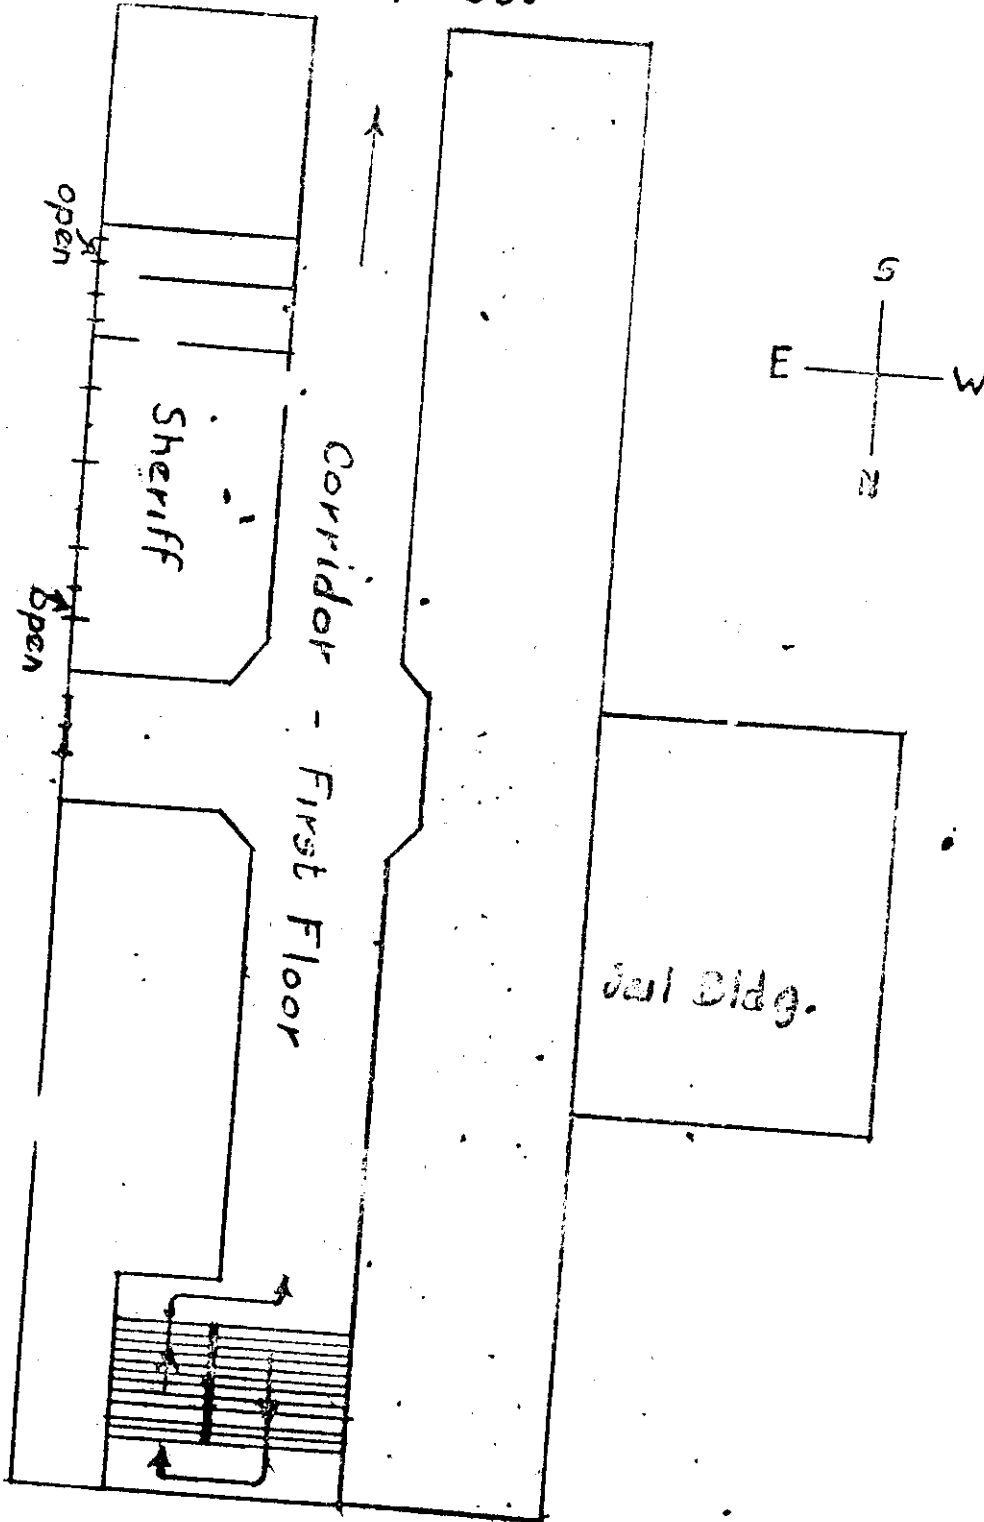 open
S
E
W
N
Sheriff
Corridor - First Floor
open
Jail Bldg.